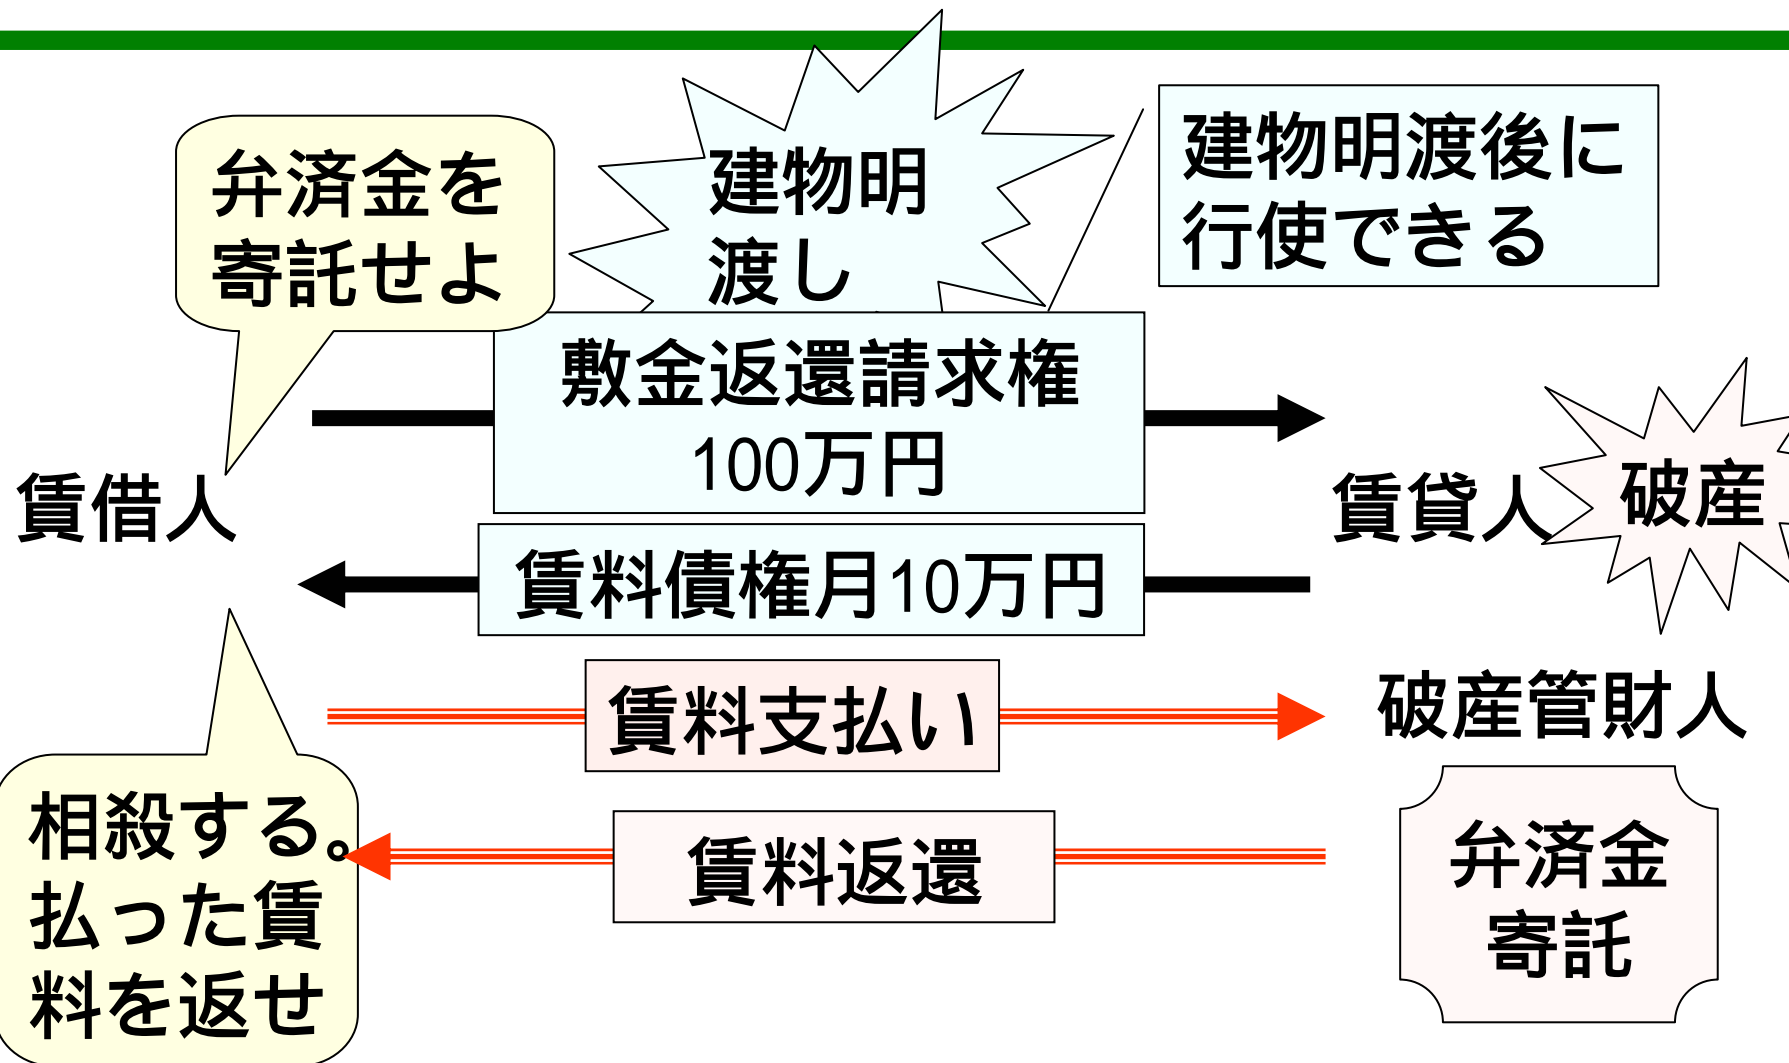 弁済金を
寄託せよ
建物明
渡し
建物明渡後に
行使できる
敷金返還請求権
100万円
賃借人
賃貸人
破産
賃料債権月10万円
賃料支払い
破産管財人
相殺する。
払った賃
料を返せ
賃料返還
弁済金
寄託